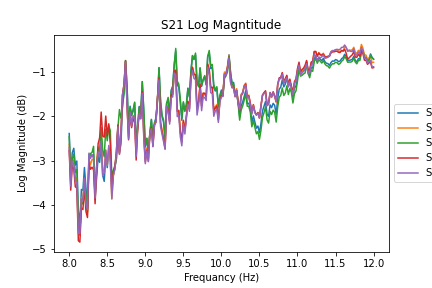 S21 Log Magntitude
Log Magnitude (dB)
−1
−2
−3
−4
−5
8.0 8.5 9.0 9.5 10.0 10.5 11.0 11.5 12.0
Frequancy (Hz)
S
S
S
S
S